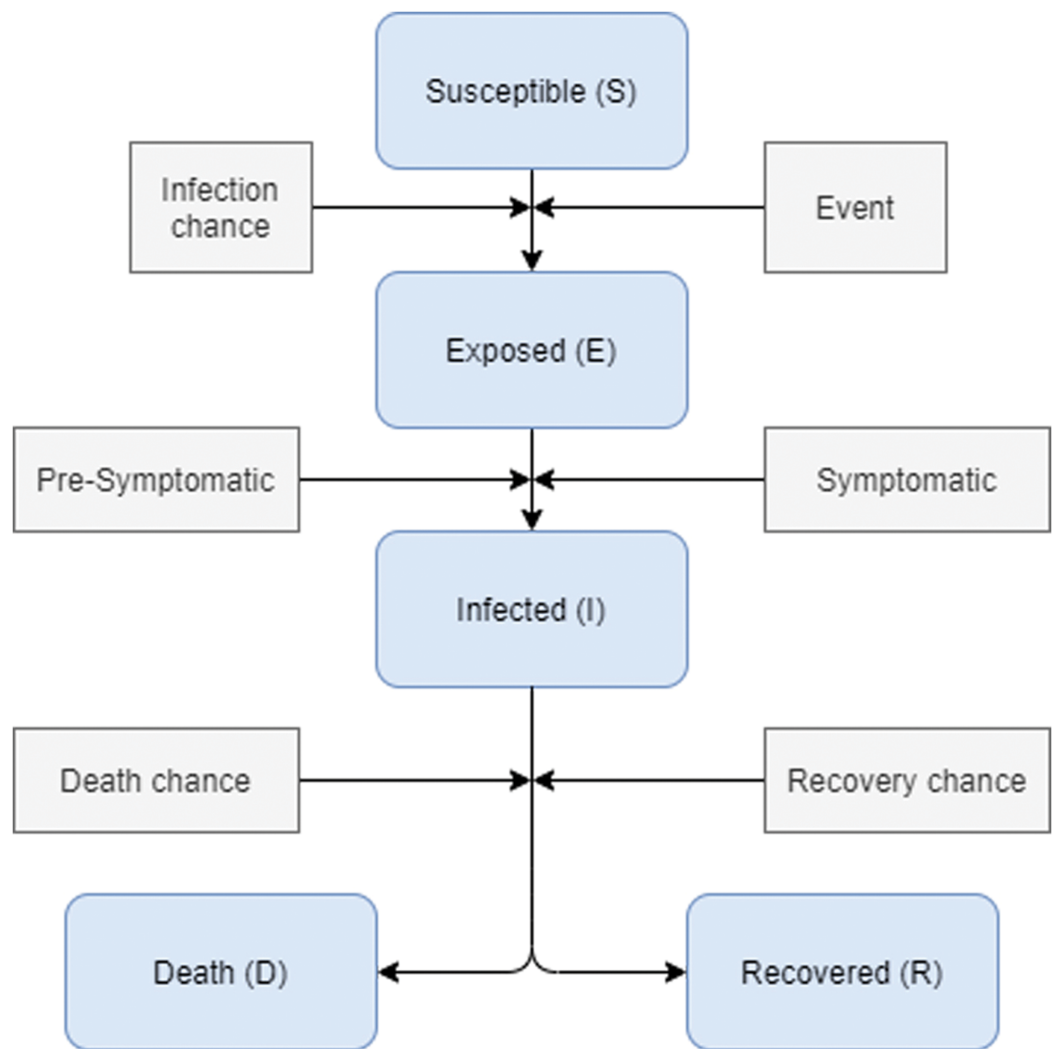 Susceptible (S)
Infection
chance
Event
Exposed (E)
Pre-Symptomatic
Symptomatic
Infected (I)
Death chance
Recovery chance
Death (D)
Recovered (R)